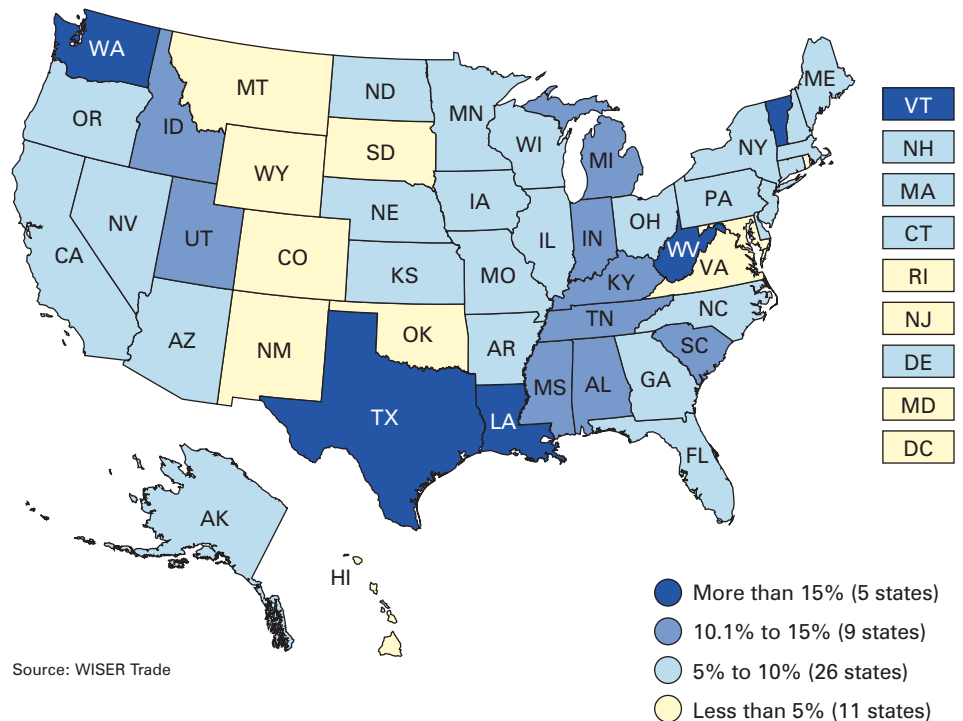 WA
MT
ND
MN
ME
OR
ID
WY
SD
WI
MI
NY
VT
NH
MA
CT
RI
NJ
DE
MD
DC
NV
UT
CO
NE
IA
IL
IN
OH
PA
CA
KS
MO
KY
WV
VA
AZ
NM
OK
AR
TN
NC
SC
TX
LA
MS
AL
GA
FL
AK
HI
More than 15% (5 states)
10.1% to 15% (9 states)
5% to 10% (26 states)
Less than 5% (11 states)
Source: WISER Trade